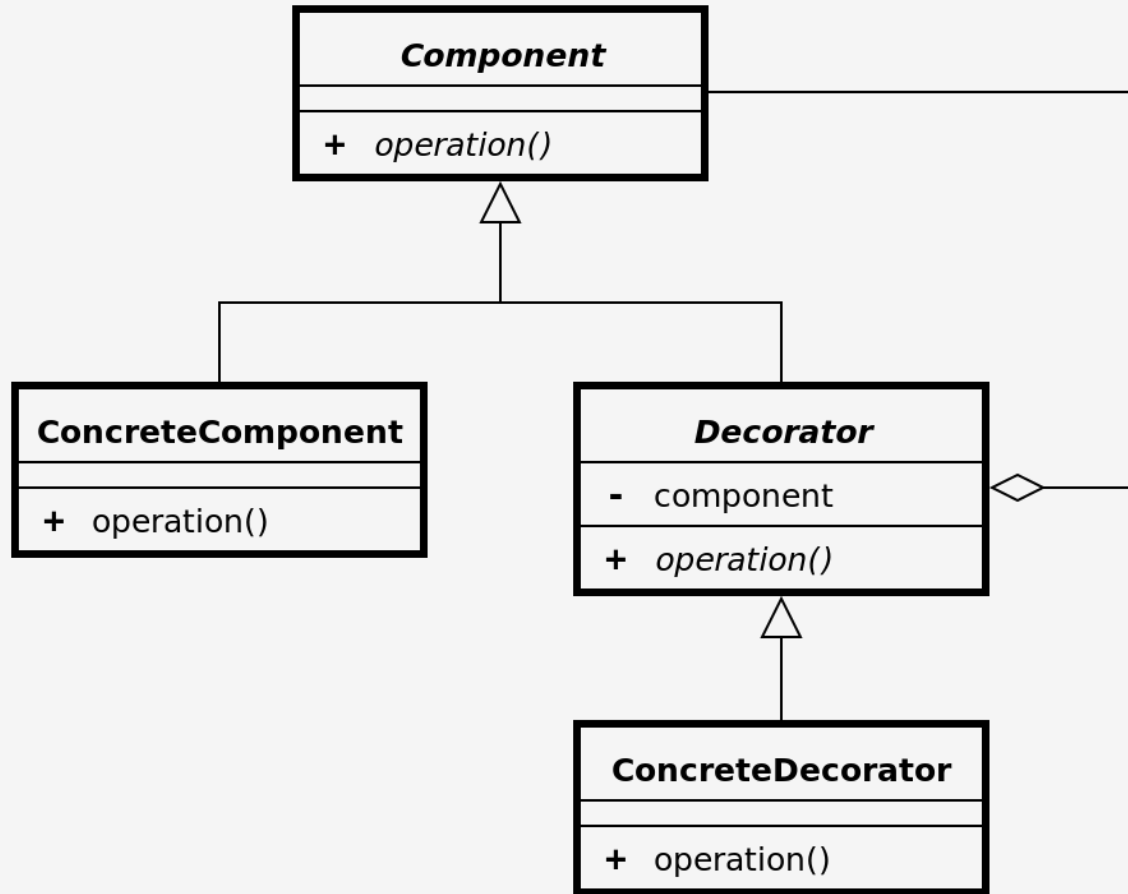 Component
+ operation()
ConcreteComponent
+ operation()
Decorator
- component
+ operation()
ConcreteDecorator
+ operation()